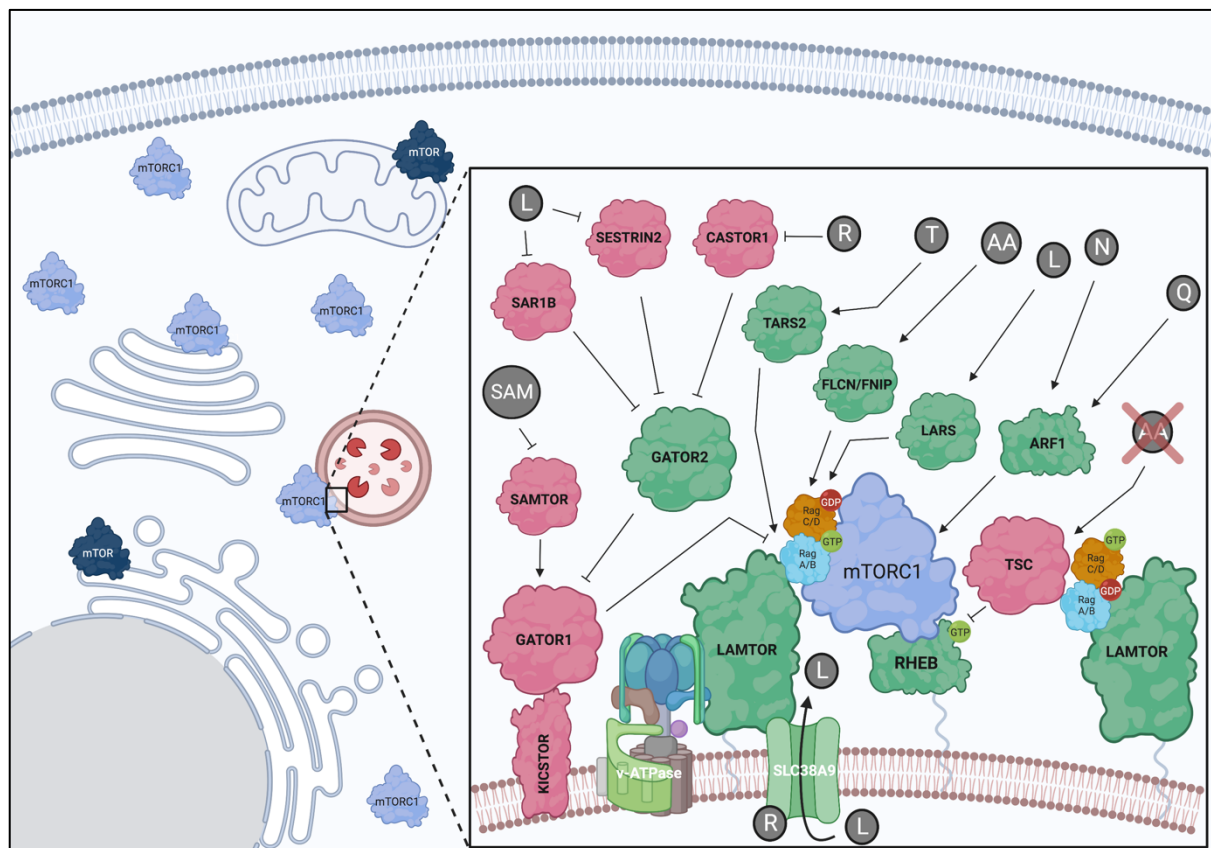 mTORC1
mTOR
mTORC1
mTORC1
mTORC1
mTORC1
mTOR
mTORC1
L
SESTRIN2
CASTOR1
R
T
AA
L
N
Q
SAR1B
TARS2
FLCN/FNIP
SAM
GATOR2
LARS
ARF1
AA
SAMTOR
GDP
Rag
C/D
GTP
Rag
A/B
mTORC1
TSC
GTP
Rag
C/D
GDP
Rag
A/B
GATOR1
LAMTOR
GTP
RHEB
LAMTOR
L
KICSTOR
v-ATPase
SLC38A9
R
L